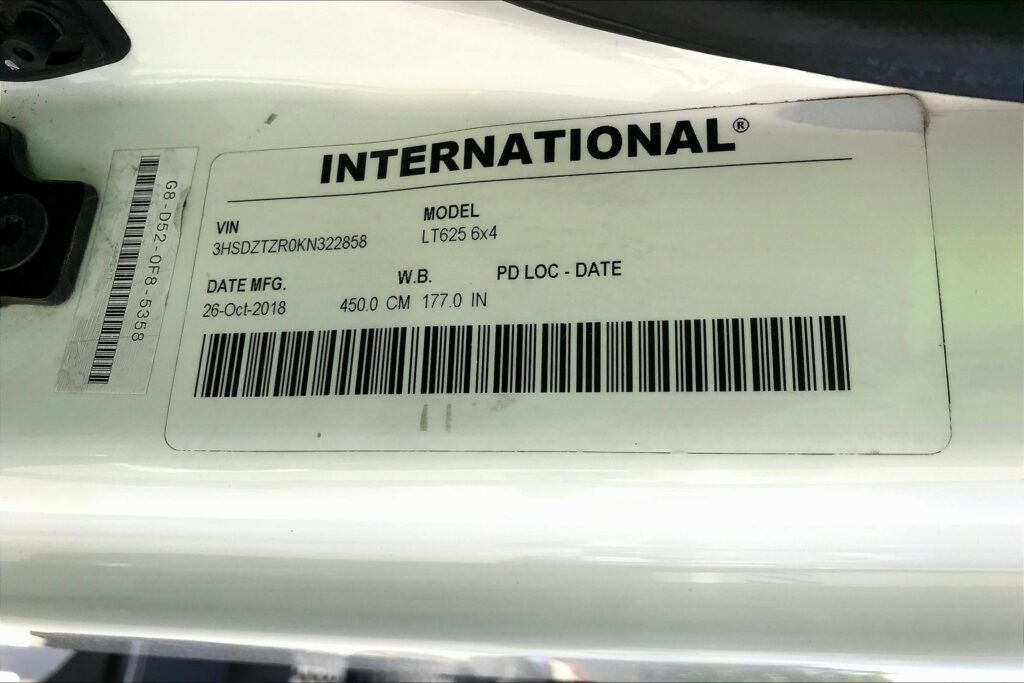 INTERNATIONAL®
VIN
3HSDZTZR0KN322858
MODEL
LT625 6x4
DATE MFG.
26-Oct-2018
W.B.
450.0 CM 177.0 IN
PD LOC - DATE
G8-D52-0F8-5358